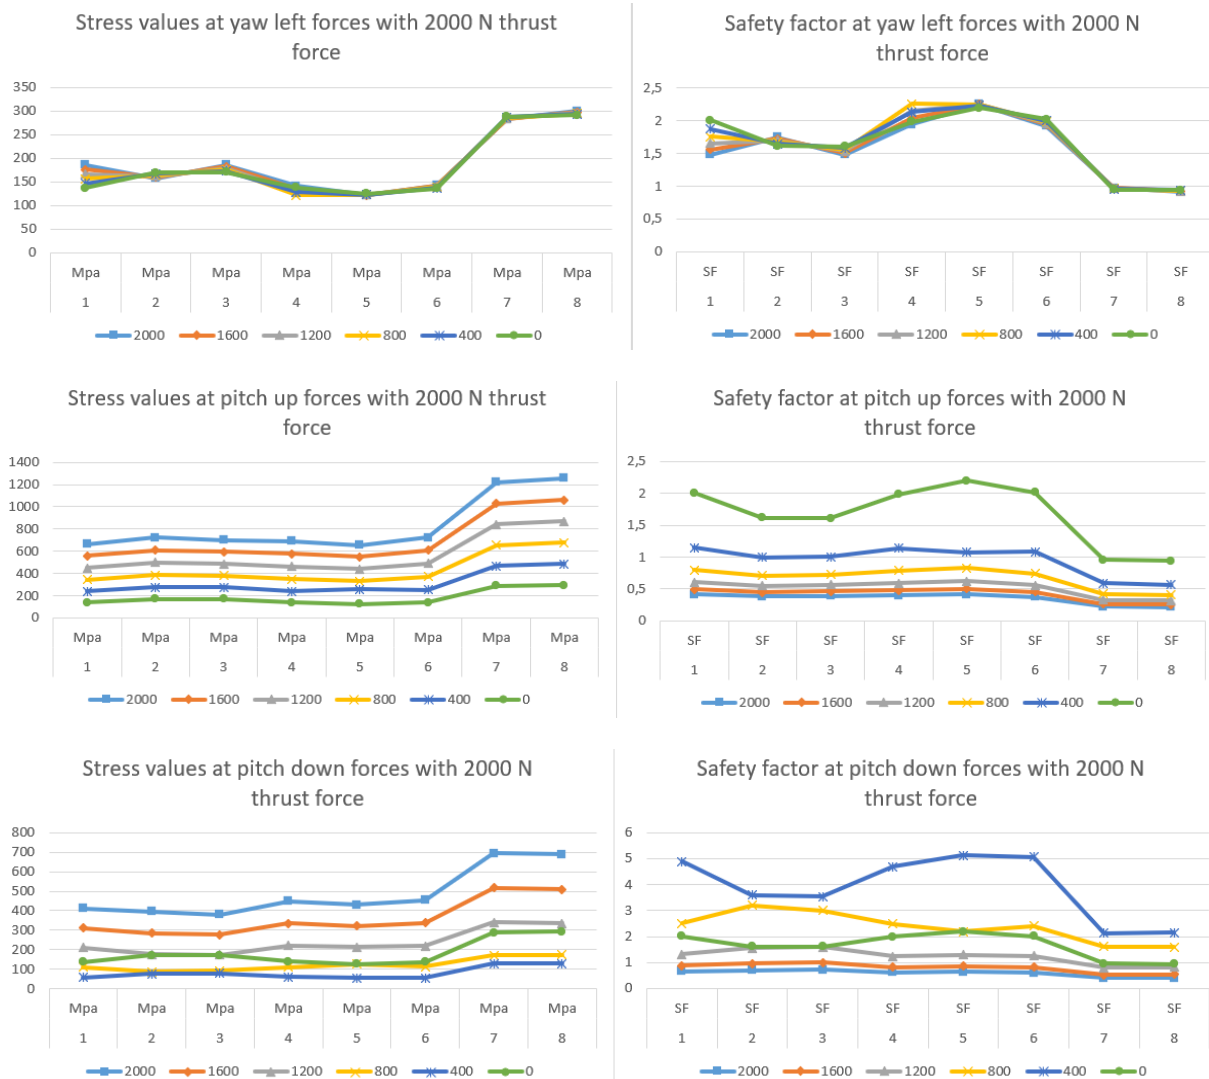 Stress values at yaw left forces with 2000 N thrust
force
350
300
250
200
150
100
50
0
Mpa Mpa Mpa Mpa Mpa Mpa Mpa Mpa
1 2 3 4 5 6 7 8
2000 1600 1200 800 400 0
Safety factor at yaw left forces with 2000 N
thrust force
2,5
2
1,5
1
0,5
0
SF SF SF SF SF SF SF SF
1 2 3 4 5 6 7 8
2000 1600 1200 800 400 0
Stress values at pitch up forces with 2000 N thrust
force
1400
1200
1000
800
600
400
200
0
Mpa Mpa Mpa Mpa Mpa Mpa Mpa Mpa
1 2 3 4 5 6 7 8
2000 1600 1200 800 400 0
Safety factor at pitch up forces with 2000 N
thrust force
2,5
2
1,5
1
0,5
0
SF SF SF SF SF SF SF SF
1 2 3 4 5 6 7 8
2000 1600 1200 800 400 0
Stress values at pitch down forces with 2000 N
thrust force
800
700
600
500
400
300
200
100
0
Mpa Mpa Mpa Mpa Mpa Mpa Mpa Mpa
1 2 3 4 5 6 7 8
2000 1600 1200 800 400 0
Safety factor at pitch down forces with 2000 N
thrust force
6
5
4
3
2
1
0
SF SF SF SF SF SF SF SF
1 2 3 4 5 6 7 8
2000 1600 1200 800 400 0